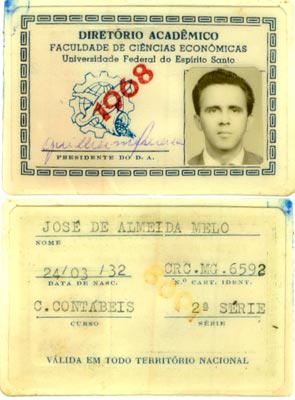 DIRETÓRIO ACADÊMICO
FACULDADE DE CIÊNCIAS ECONÔMICAS
Universidade Federal do Espírito Santo
1968
PRESIDENTE DO D. A.
JOSÉ DE ALMEIDA MELO
NOME
24/03/32 CRC.MG.6592
DATA DE NASC. N.º CART. IDENT.
C.CONTÁBEIS 2ª SÉRIE
CURSO SÉRIE
VÁLIDA EM TODO TERRITÓRIO NACIONAL